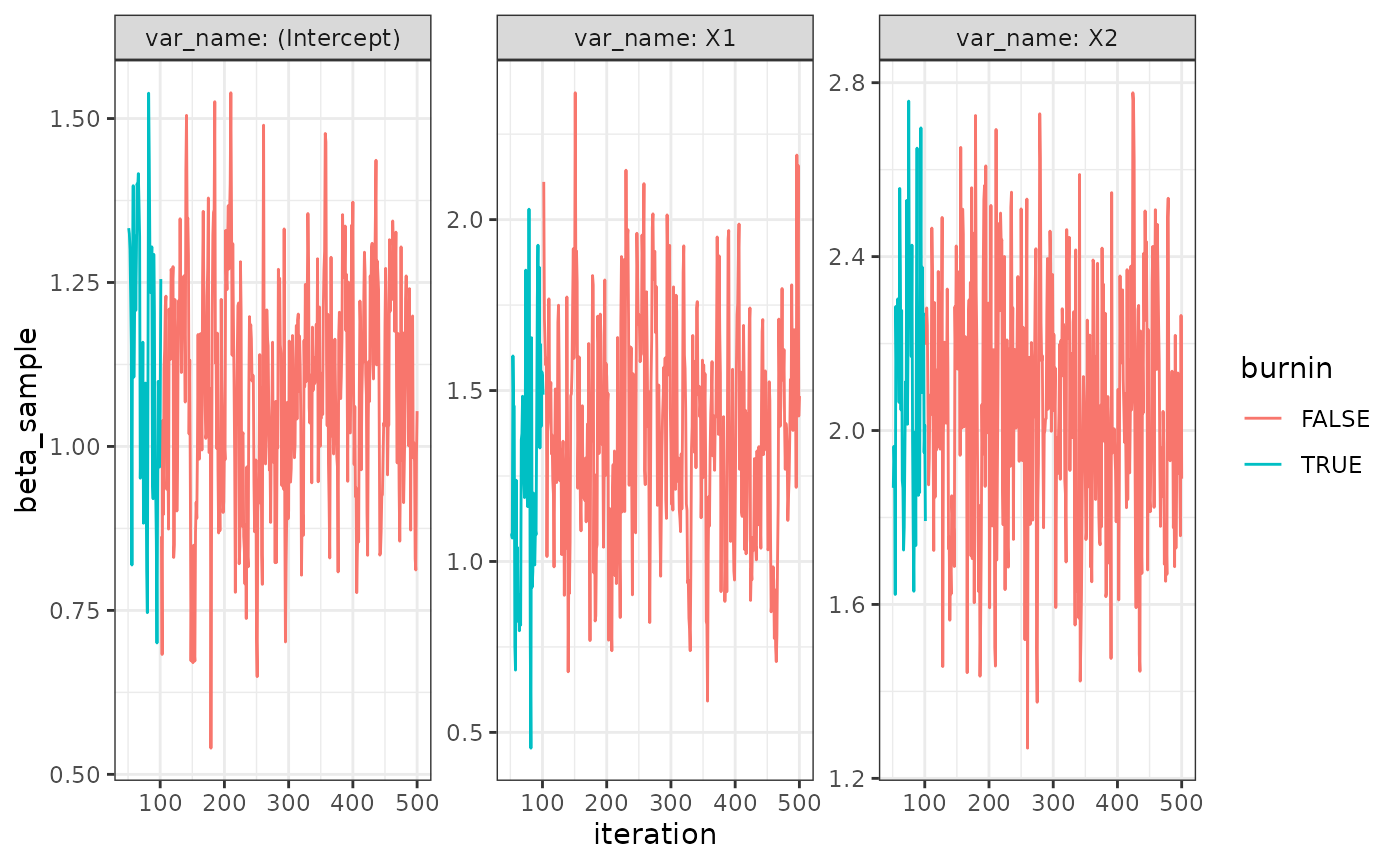 var_name: (Intercept)
var_name: X1
var_name: X2
beta_sample
1.50
1.25
1.00
0.75
0.50
2.0
1.5
1.0
0.5
2.8
2.4
2.0
1.6
1.2
100 200 300 400 500
100 200 300 400 500
100 200 300 400 500
iteration
burnin
FALSE
TRUE